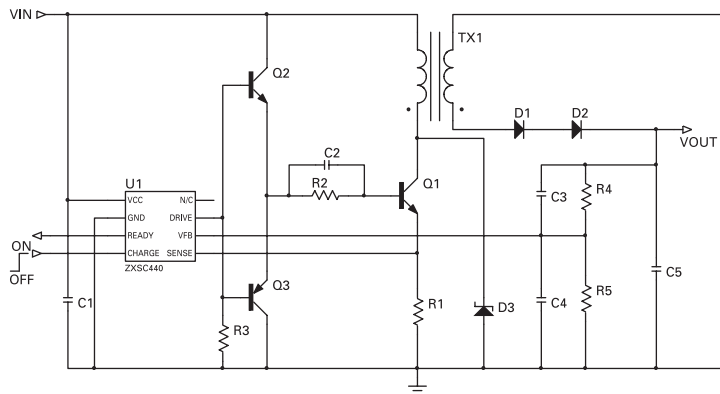 VIN
TX1
Q2
D1 D2
VOUT
C2
U1
R2
Q1
VCC N/C
C3
R4
GND DRIVE
ON
READY VFB
OFF
CHARGE SENSE
ZXSC440
C5
Q3
C1
R1
D3
C4
R5
R3